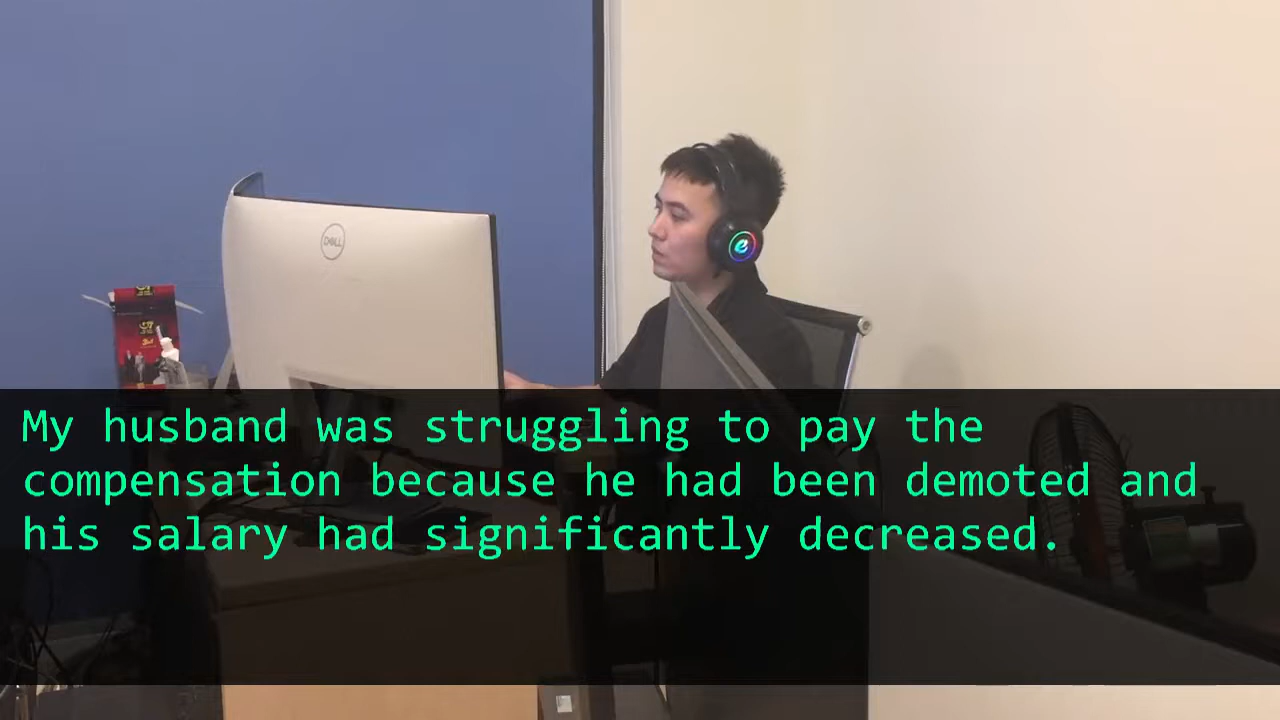 DELL
My husband was struggling to pay the
compensation because he had been demoted and
his salary had significantly decreased.